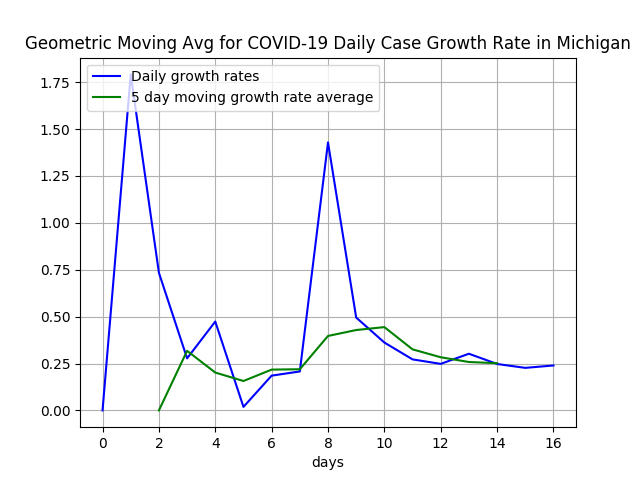 Geometric Moving Avg for COVID-19 Daily Case Growth Rate in Michigan
Daily growth rates
5 day moving growth rate average
1.75
1.50
1.25
1.00
0.75
0.50
0.25
0.00
0 2 4 6 8 10 12 14 16
days